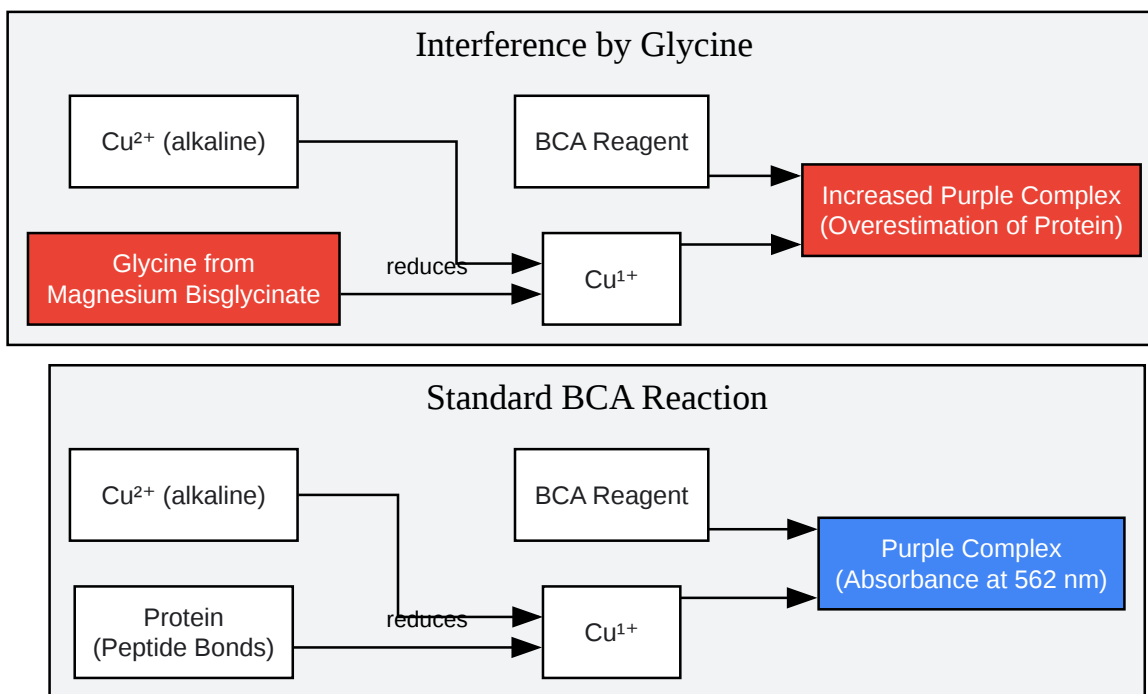 Interference by Glycine
Cu²⁺ (alkaline)
BCA Reagent
Increased Purple Complex
(Overestimation of Protein)
Glycine from
Magnesium Bisglycinate
reduces
Cu¹⁺
Standard BCA Reaction
Cu²⁺ (alkaline)
BCA Reagent
Purple Complex
(Absorbance at 562 nm)
Protein
(Peptide Bonds)
reduces
Cu¹⁺